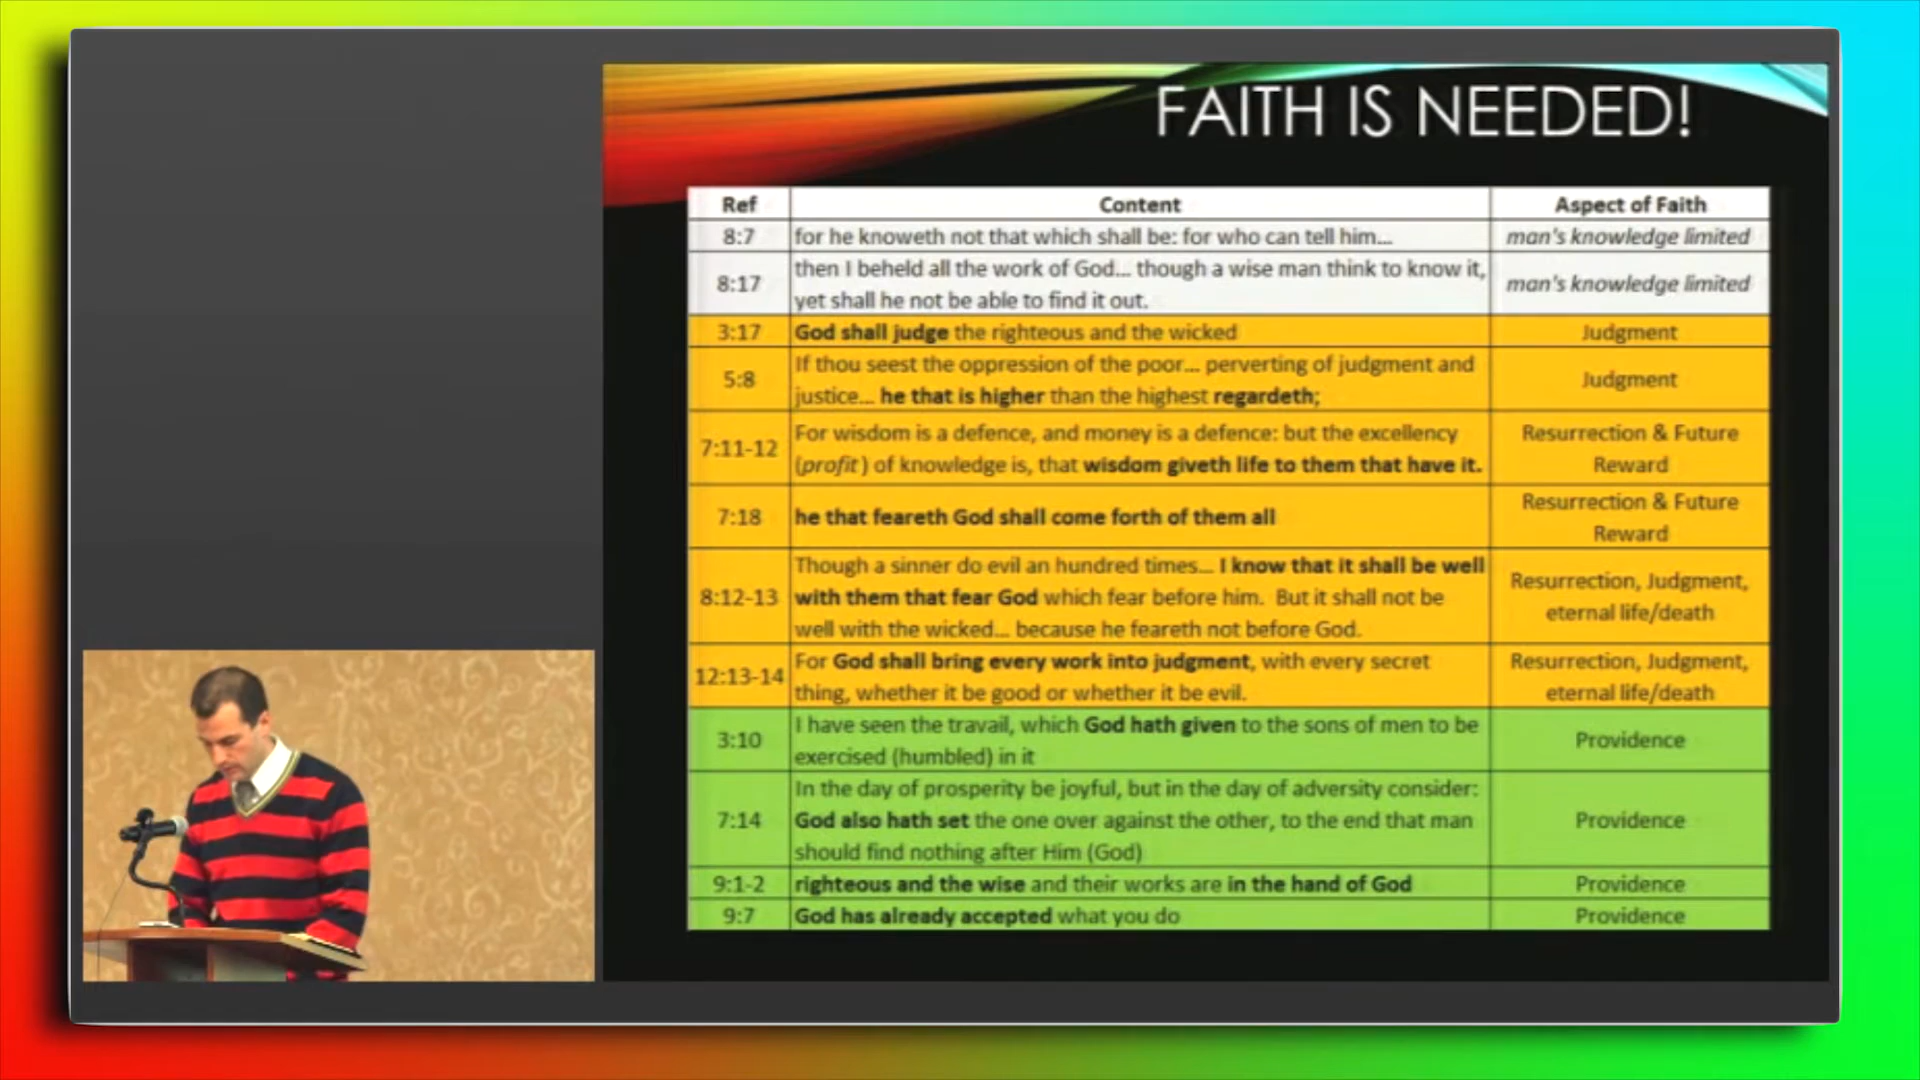 FAITH IS NEEDED!
Ref Content Aspect of Faith
8:7 for he knoweth not that which shall be: for who can tell him... man's knowledge limited
8:17 then I beheld all the work of God... though a wise man think to know it, man's knowledge limited
yet shall he not be able to find it out.
3:17 God shall judge the righteous and the wicked Judgment
5:8 If thou seest the oppression of the poor... perverting of judgment and Judgment
justice... he that is higher than the highest regardeth;
7:11-12 For wisdom is a defence, and money is a defence: but the excellency Resurrection & Future
(profit) of knowledge is, that wisdom giveth life to them that have it. Reward
7:18 he that feareth God shall come forth of them all Resurrection & Future
Reward
8:12-13 Though a sinner do evil an hundred times... I know that it shall be well Resurrection, Judgment,
with them that fear God which fear before him. But it shall not be eternal life/death
well with the wicked... because he feareth not before God.
12:13-14 For God shall bring every work into judgment, with every secret Resurrection, Judgment,
thing, whether it be good or whether it be evil. eternal life/death
3:10 I have seen the travail, which God hath given to the sons of men to be Providence
exercised (humbled) in it
7:14 In the day of prosperity be joyful, but in the day of adversity consider: Providence
God also hath set the one over against the other, to the end that man
should find nothing after Him (God)
9:1-2 righteous and the wise and their works are in the hand of God Providence
9:7 God has already accepted what you do Providence